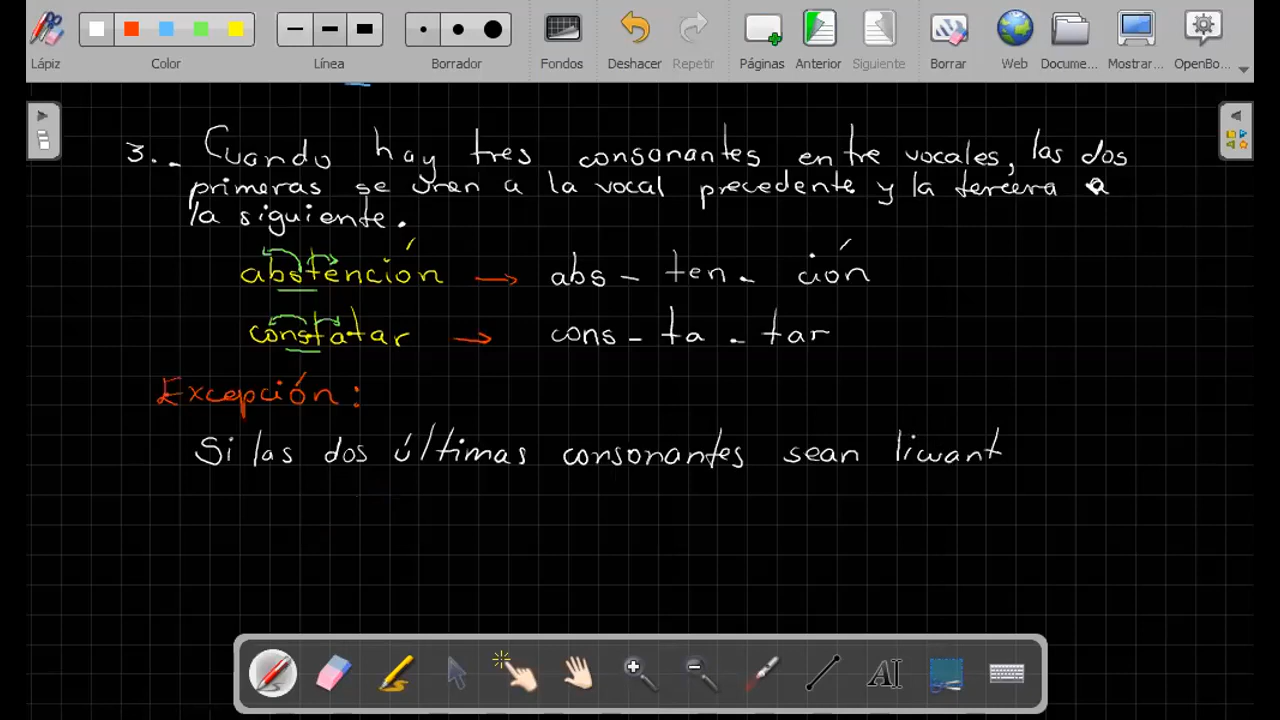 Lápiz Color Línea Borrador Fondos Deshacer Repetir Páginas Anterior Siguiente Borrar Web Docume... Mostrar... OpenBo...
3._ Cuando hay tres consonantes entre vocales, las dos
primeras se unen a la vocal precedente y la tercera a
la siguiente.
abstención → abs - ten - ción
constatar → cons - ta - tar
Excepción:
Si las dos últimas consonantes sean liwant